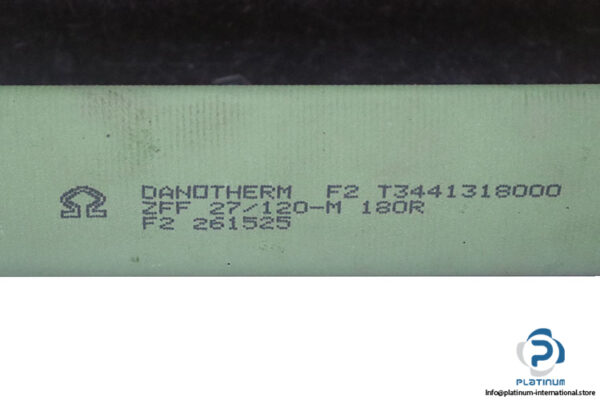 Ω DANOTHERM F2 T3441318000
ZFF 27/120-M 180R
F2 261525
PLATINUM
Info@platinum-international.store